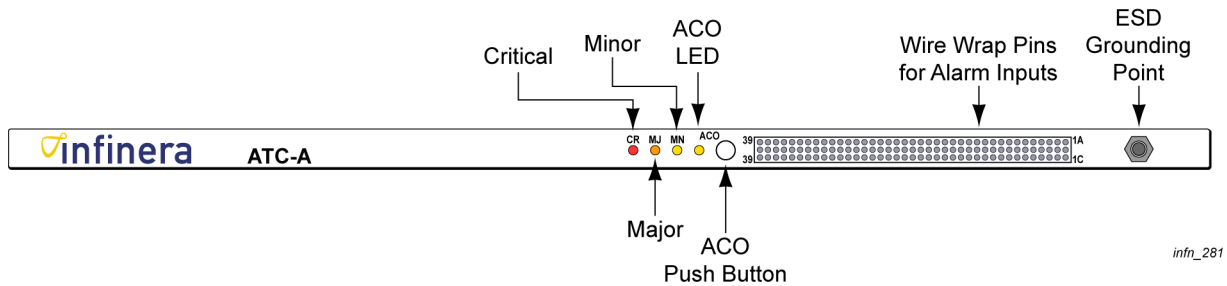 ESD
Grounding
Point
ACO
LED
Minor
Critical
Wire Wrap Pins
for Alarm Inputs
infinera
ATC-A
CR
MJ
MN
ACO
39
1A
39
1C
Major
ACO
Push Button
infn_281